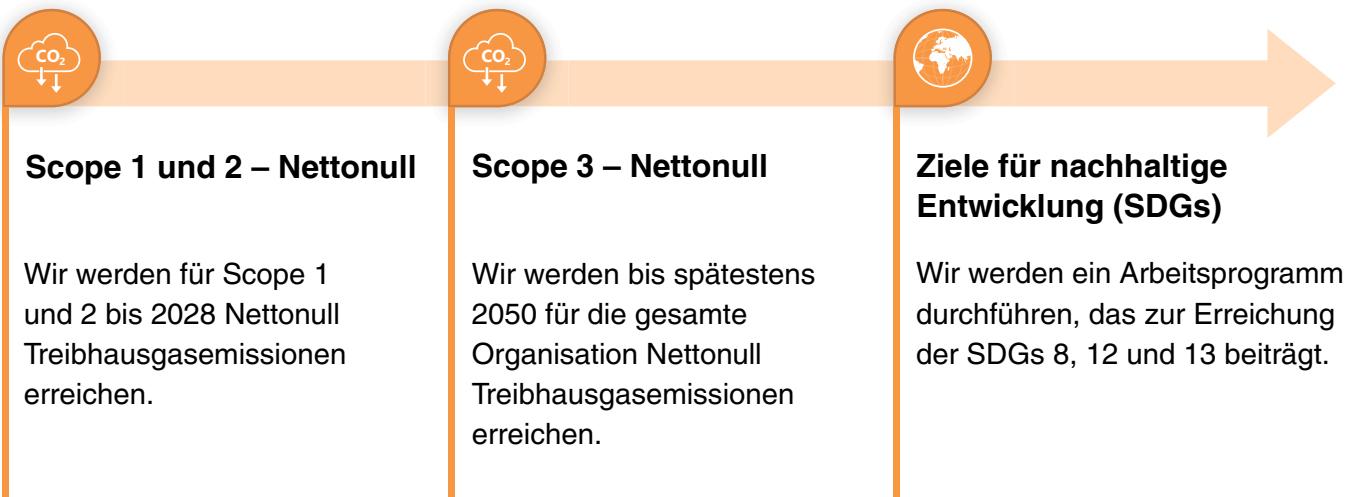 CO₂
Scope 1 und 2 – Nettonull
Wir werden für Scope 1
und 2 bis 2028 Nettonull
Treibhausgasemissionen
erreichen.
CO₂
Scope 3 – Nettonull
Wir werden bis spätestens
2050 für die gesamte
Organisation Nettonull
Treibhausgasemissionen
erreichen.
Ziele für nachhaltige
Entwicklung (SDGs)
Wir werden ein Arbeitsprogramm
durchführen, das zur Erreichung
der SDGs 8, 12 und 13 beiträgt.